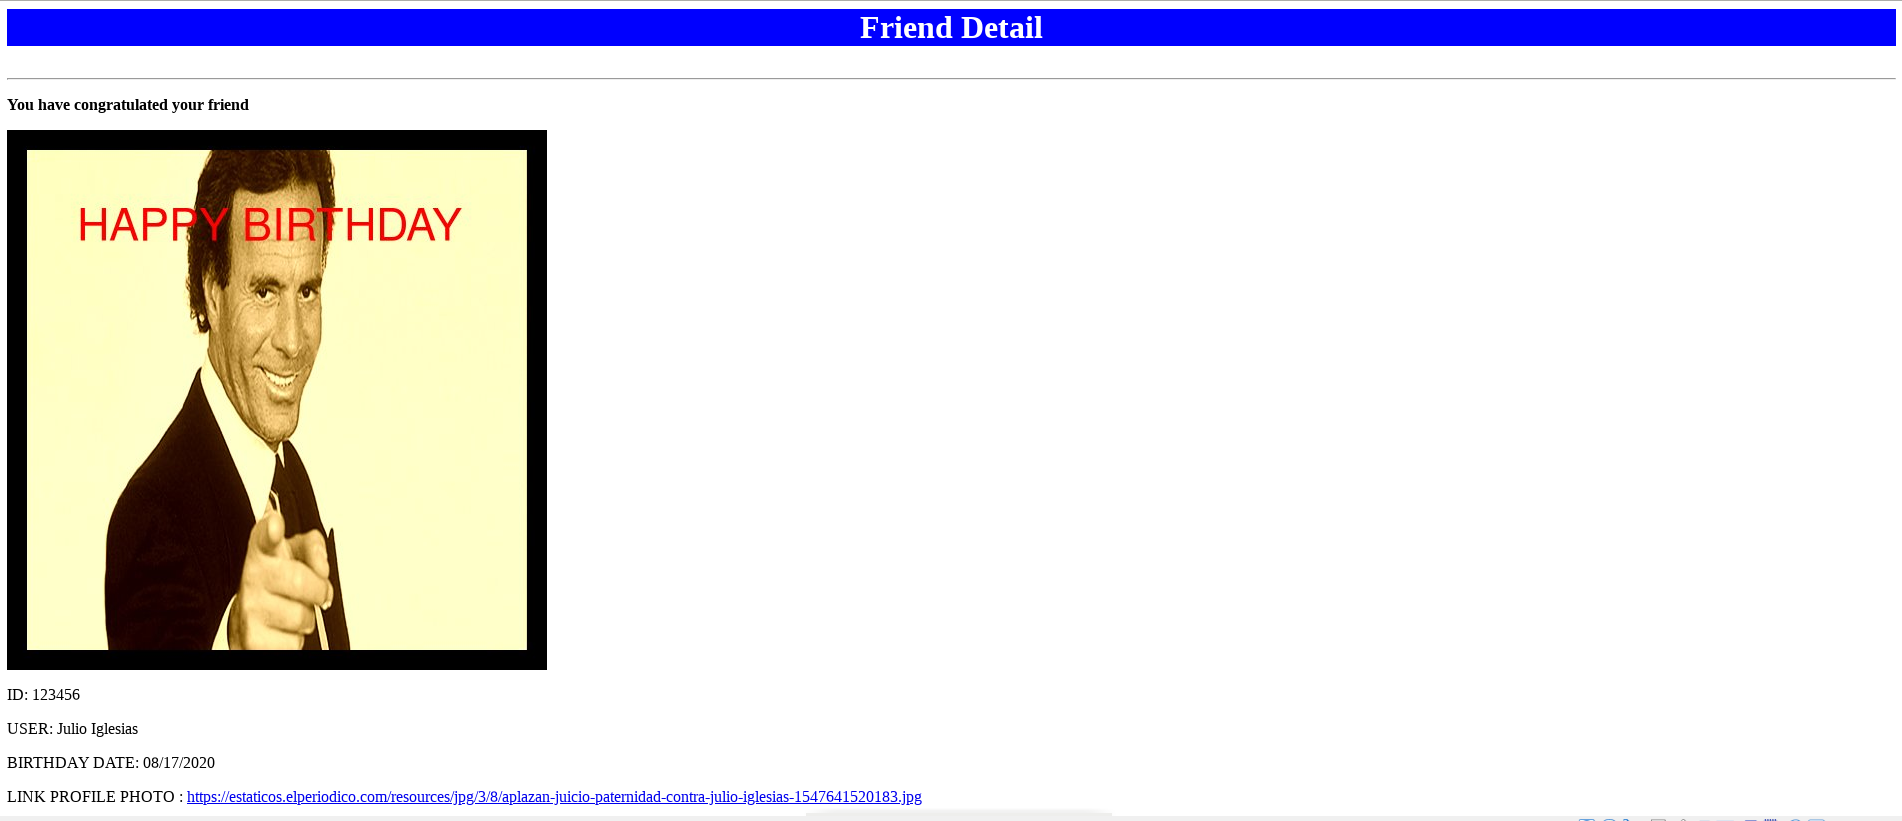 Friend Detail
You have congratulated your friend
HAPPY BIRTHDAY
ID: 123456
USER: Julio Iglesias
BIRTHDAY DATE: 08/17/2020
LINK PROFILE PHOTO : https://estaticos.elperiodico.com/resources/jpg/3/8/aplazan-juicio-paternidad-contra-julio-iglesias-1547641520183.jpg